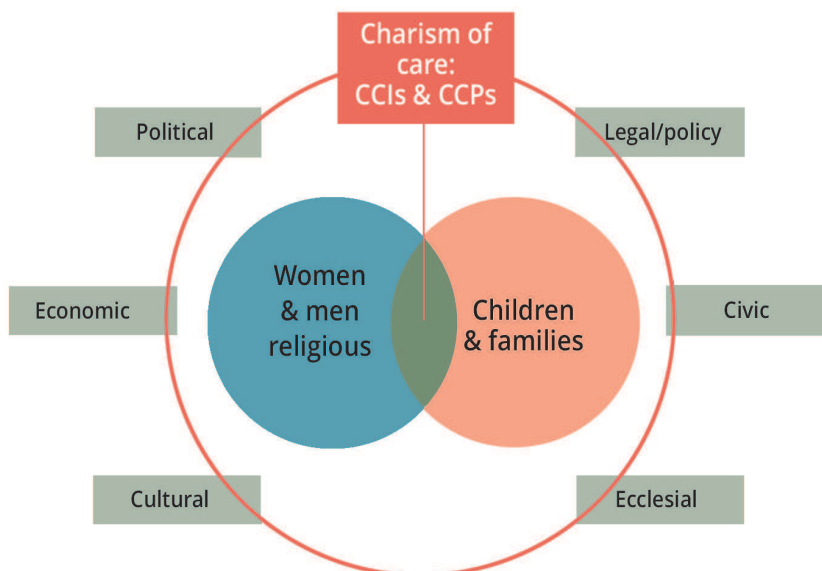 Charism of
care:
CCIs & CCPs
Political
Legal/policy
Women
& men
religious
Children
& families
Economic
Civic
Cultural
Ecclesial